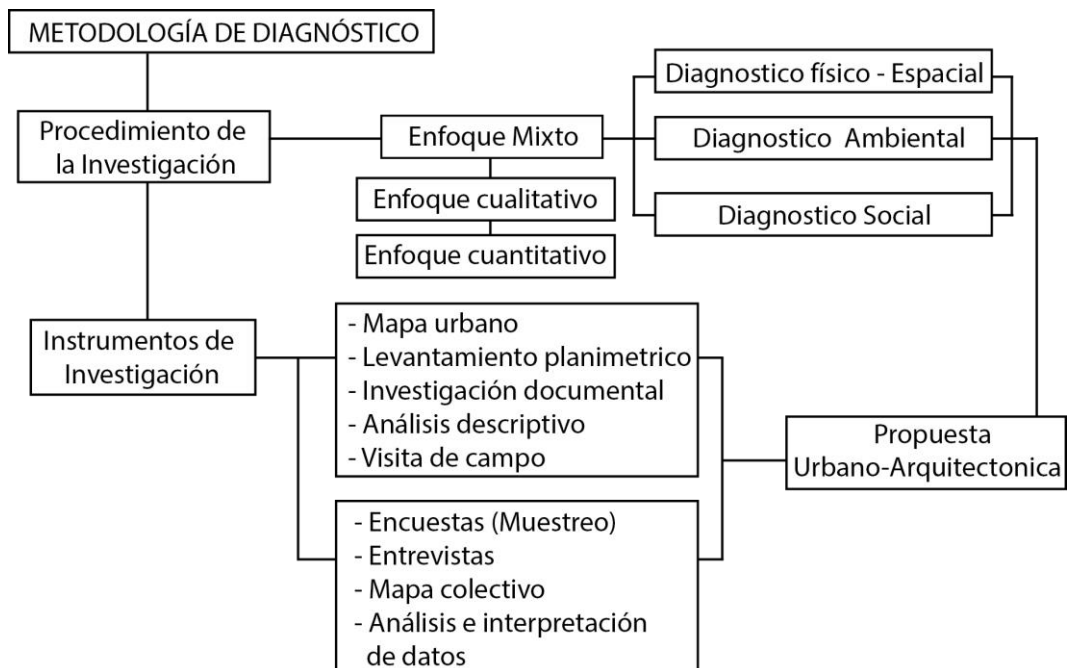 METODOLOGÍA DE DIAGNÓSTICO
Procedimiento de
la Investigación
Enfoque Mixto
Enfoque cualitativo
Enfoque cuantitativo
Diagnostico físico - Espacial
Diagnostico Ambiental
Diagnostico Social
Instrumentos de
Investigación
- Mapa urbano
- Levantamiento planimetrico
- Investigación documental
- Análisis descriptivo
- Visita de campo
- Encuestas (Muestreo)
- Entrevistas
- Mapa colectivo
- Análisis e interpretación
de datos
Propuesta
Urbano-Arquitectonica